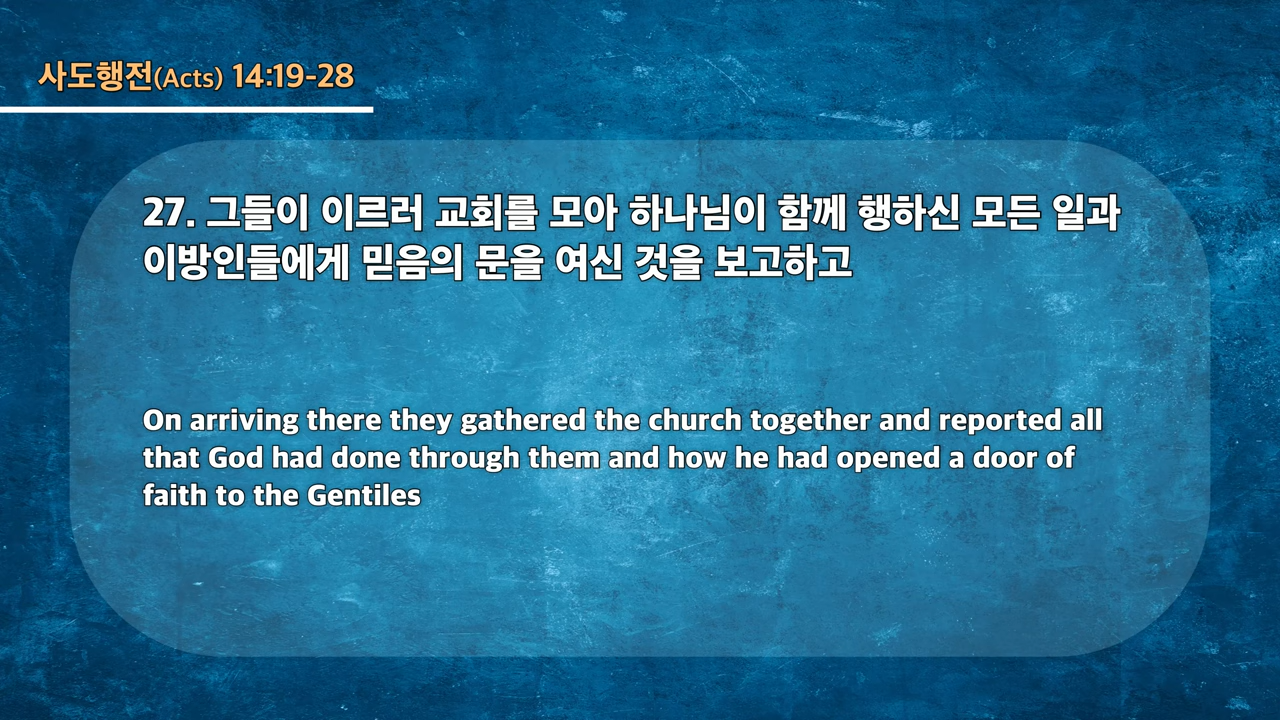 사도행전(Acts) 14:19-28
27. 그들이 이르러 교회를 모아 하나님이 함께 행하신 모든 일과
이방인들에게 믿음의 문을 여신 것을 보고하고
On arriving there they gathered the church together and reported all
that God had done through them and how he had opened a door of
faith to the Gentiles